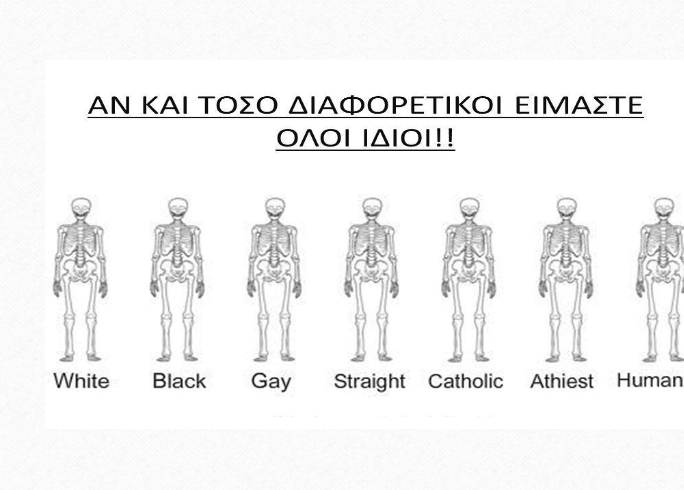 ΑΝ ΚΑΙ ΤΟΣΟ ΔΙΑΦΟΡΕΤΙΚΟΙ ΕΙΜΑΣΤΕ
ΟΛΟΙ ΙΔΙΟΙ!!
White Black Gay Straight Catholic Athiest Human